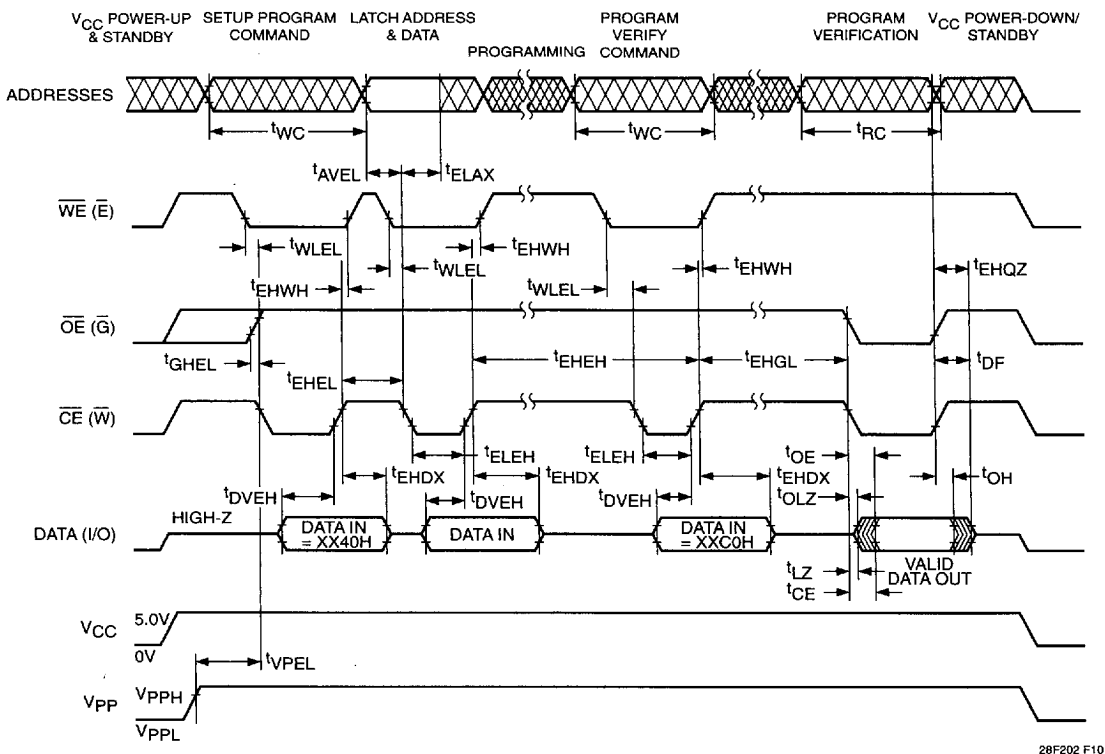 VCC POWER-UP & STANDBY
SETUP PROGRAM COMMAND
LATCH ADDRESS & DATA
PROGRAMMING
PROGRAM VERIFY COMMAND
PROGRAM VERIFICATION
VCC POWER-DOWN/ STANDBY
ADDRESSES
tWC
tWC
tRC
tAVEL
tELAX
WE (E)
tWLEL
tWLEL
tEHWH
tEHWH
tWLEL
tEHWH
tEHQZ
OE (G)
tGHEL
tEHEL
tEHEH
tEHGL
tDF
CE (W)
tELEH
tELEH
tOE
tEHDX
tEHDX
tEHDX
tOH
tDVEH
tDVEH
tDVEH
tOLZ
HIGH-Z
DATA (I/O)
DATA IN = XX40H
DATA IN
DATA IN = XXC0H
VALID DATA OUT
tLZ
tCE
VCC
5.0V
0V
tVPEL
VPP
VPPH
VPPL
28F202 F10